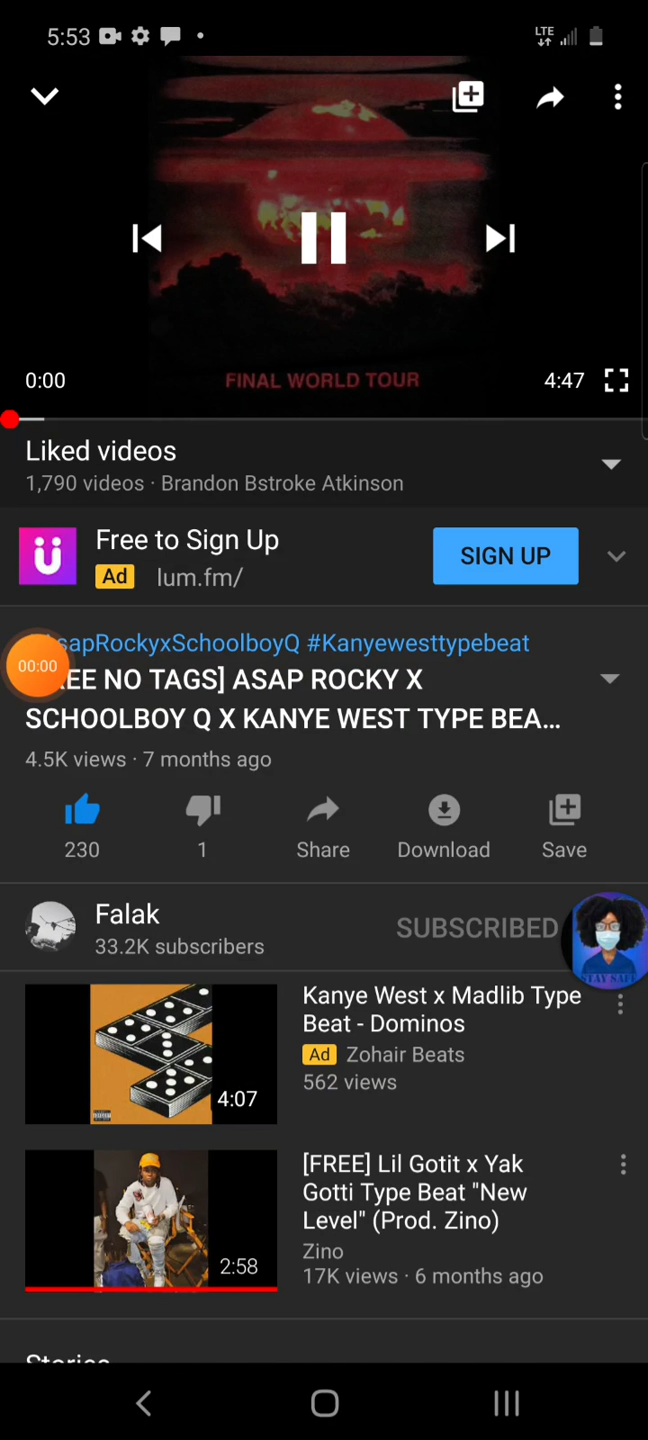 5:53
LTE
FINAL WORLD TOUR
0:00
4:47
Liked videos
1,790 videos · Brandon Bstroke Atkinson
Free to Sign Up
SIGN UP
Ad lum.fm/
#Kanyewesttypebeat
00:00
NO TAGS] ASAP ROCKY X
SCHOOLBOY Q X KANYE WEST TYPE BEA...
4.5K views · 7 months ago
230
1
Share
Download
Save
Falak
33.2K subscribers
SUBSCRIBED
STAY SAFE
Kanye West x Madlib Type
Beat - Dominos
Ad Zohair Beats
562 views
4:07
[FREE] Lil Gotit x Yak
Gotti Type Beat "New
Level" (Prod. Zino)
Zino
17K views · 6 months ago
2:58